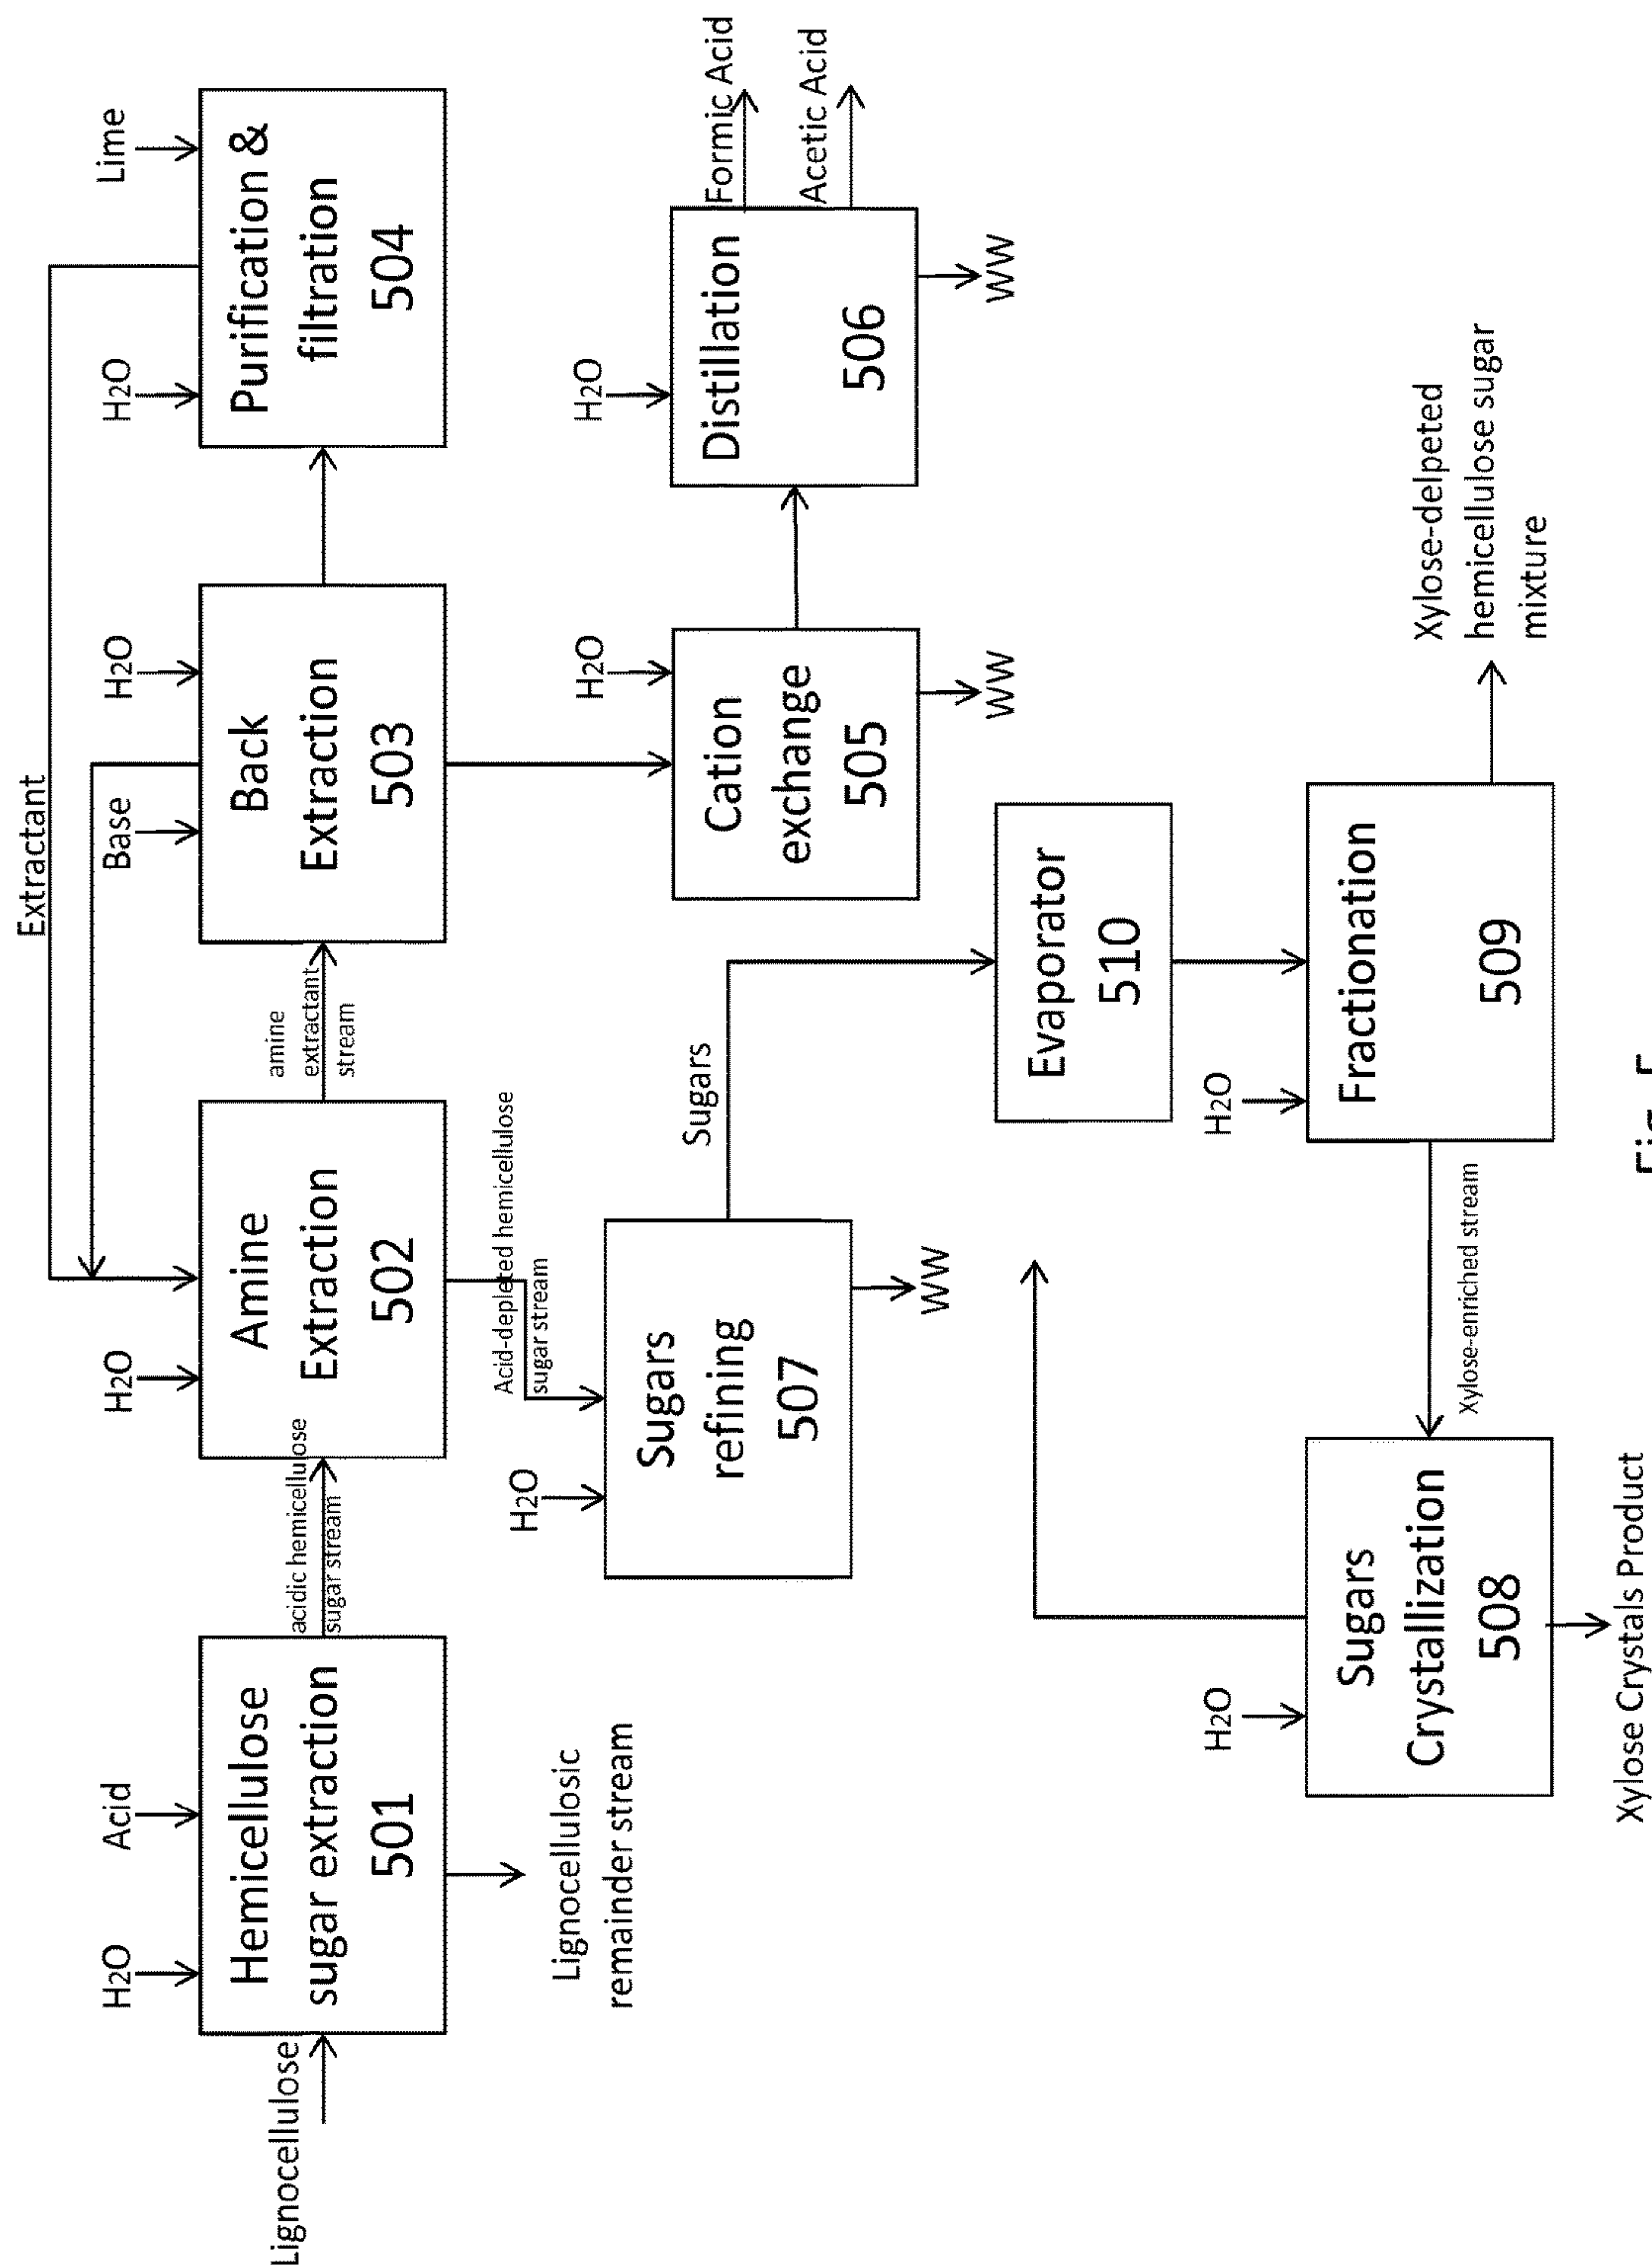 Lignocellulose
H2O
Acid
Hemicellulose
sugar extraction
501
Lignocellulosic
remainder stream
acidic hemicellulose
sugar stream
H2O
Amine
Extraction
502
Extractant
amine
extractant
stream
Base
H2O
Back
Extraction
503
H2O
Lime
Purification &
filtration
504
Acid-depleted hemicellulose
sugar stream
H2O
Sugars
refining
507
WW
Sugars
H2O
Cation
exchange
505
WW
H2O
Distillation
506
WW
Formic Acid
Acetic Acid
Evaporator
510
H2O
Fractionation
509
Xylose-delpeted
hemicellulose sugar
mixture
Xylose-enriched stream
H2O
Sugars
Crystallization
508
Xylose Crystals Product